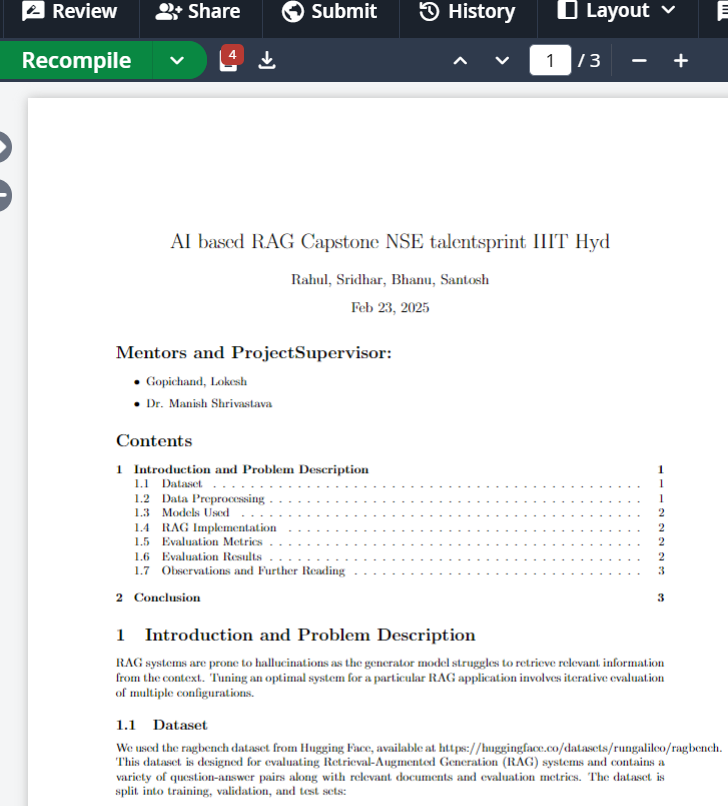 Review Share Submit History Layout
Recompile 4 1 / 3
AI based RAG Capstone NSE talentsprint IIIT Hyd
Rahul, Sridhar, Bhanu, Santosh
Feb 23, 2025
Mentors and ProjectSupervisor:
• Gopichand, Lokesh
• Dr. Manish Shrivastava
Contents
1 Introduction and Problem Description 1
1.1 Dataset . . . . . . . . . . . . . . . . . . . . . . . . . . . . . . . . . . . . . . . . 1
1.2 Data Preprocessing . . . . . . . . . . . . . . . . . . . . . . . . . . . . . . . . . . 1
1.3 Models Used . . . . . . . . . . . . . . . . . . . . . . . . . . . . . . . . . . . . . 2
1.4 RAG Implementation . . . . . . . . . . . . . . . . . . . . . . . . . . . . . . . . 2
1.5 Evaluation Metrics . . . . . . . . . . . . . . . . . . . . . . . . . . . . . . . . . . 2
1.6 Evaluation Results . . . . . . . . . . . . . . . . . . . . . . . . . . . . . . . . . . 2
1.7 Observations and Further Reading . . . . . . . . . . . . . . . . . . . . . . . . . 3
2 Conclusion 3
1 Introduction and Problem Description
RAG systems are prone to hallucinations as the generator model struggles to retrieve relevant information
from the context. Tuning an optimal system for a particular RAG application involves iterative evaluation
of multiple configurations.
1.1 Dataset
We used the ragbench dataset from Hugging Face, available at https://huggingface.co/datasets/rungalileo/ragbench.
This dataset is designed for evaluating Retrieval-Augmented Generation (RAG) systems and contains a
variety of question-answer pairs along with relevant documents and evaluation metrics. The dataset is
split into training, validation, and test sets: